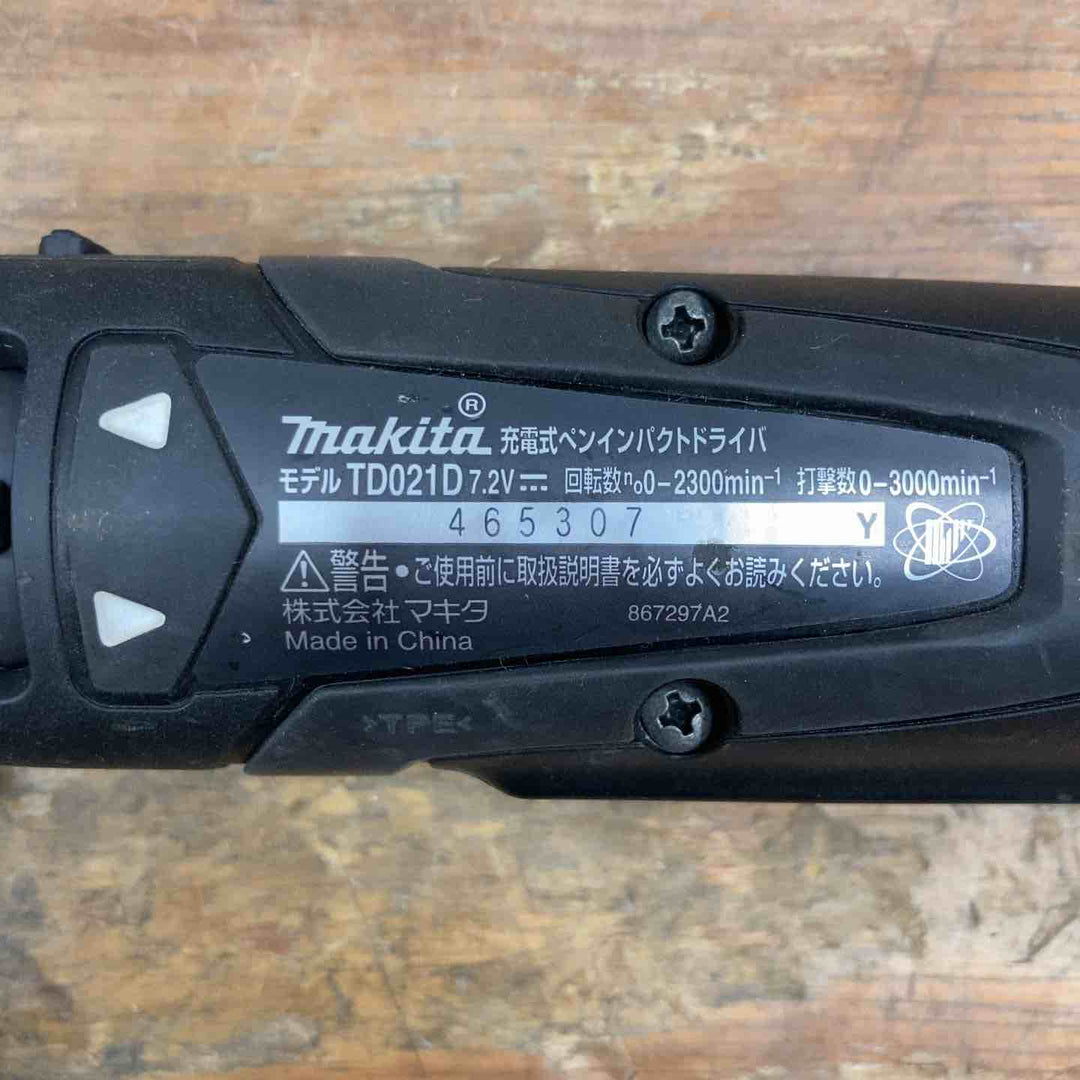 makita® 充電式ペンインパクトドライバ
モデル TD021D 7.2V⎓ 回転数n₀0-2300min⁻¹ 打撃数0-3000min⁻¹
465307 Y
⚠警告 ●ご使用前に取扱説明書を必ずよくお読みください。
株式会社マキタ 867297A2
Made in China
>TPE<